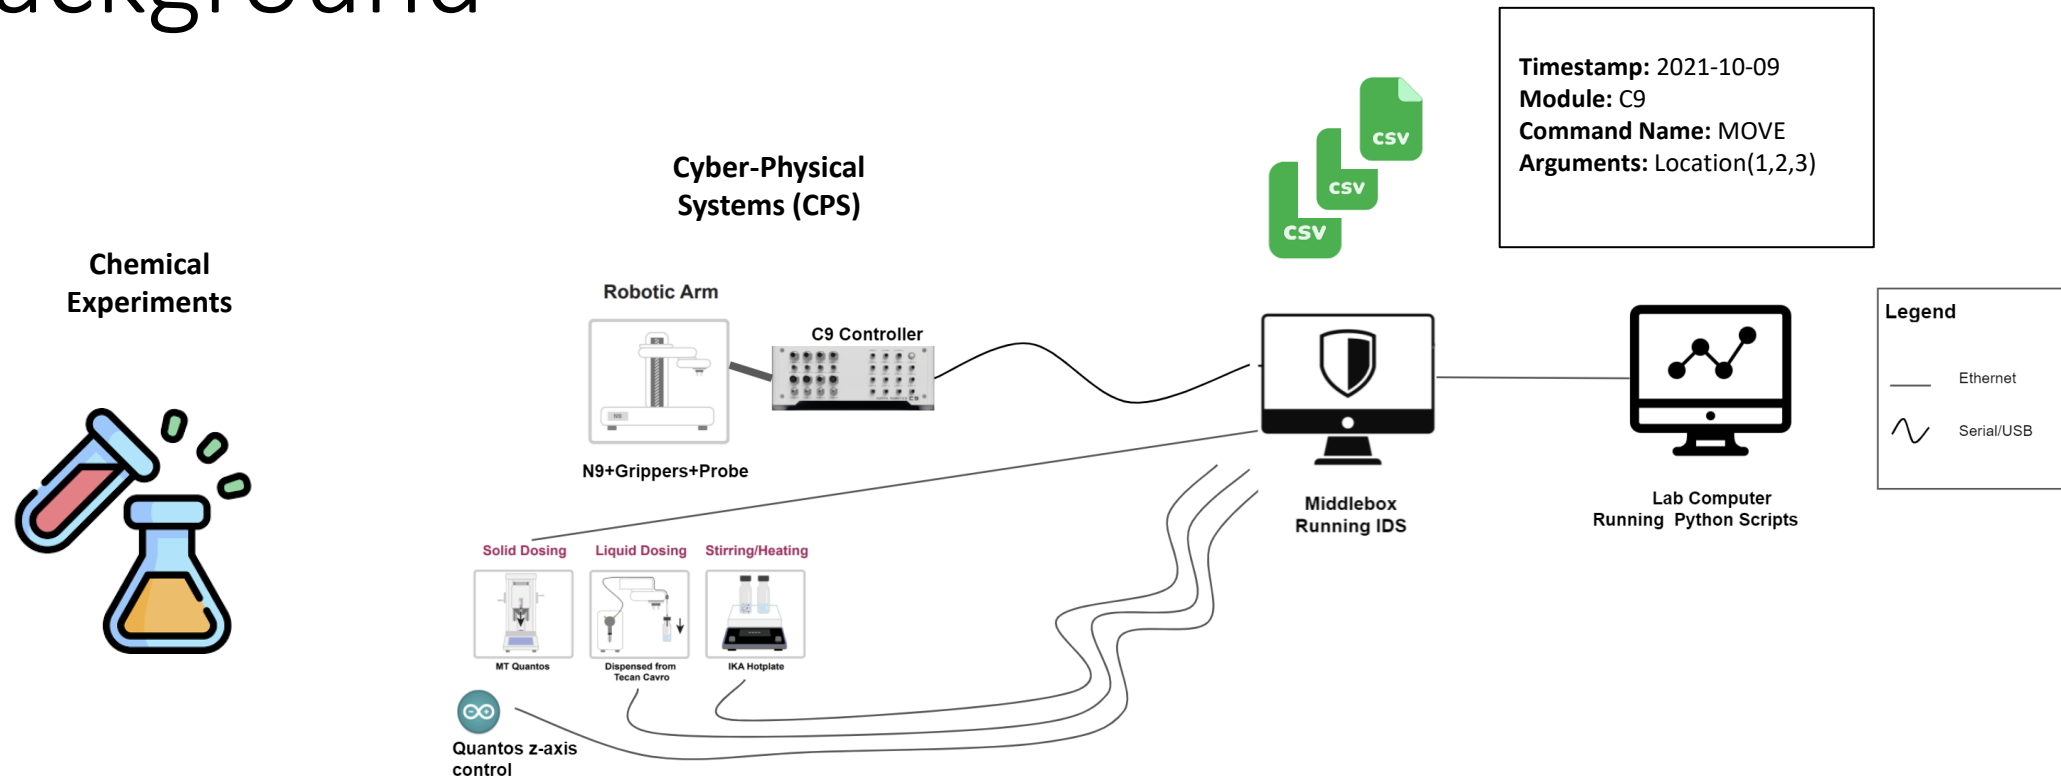 ackground
Timestamp: 2021-10-09
Module: C9
Command Name: MOVE
Arguments: Location(1,2,3)
csv
csv
csv
Cyber-Physical
Systems (CPS)
Chemical
Experiments
Robotic Arm
C9 Controller
N9
C9
N9+Grippers+Probe
Legend
Ethernet
Serial/USB
Middlebox
Running IDS
Lab Computer
Running Python Scripts
Solid Dosing
Liquid Dosing
Stirring/Heating
MT Quantos
Dispensed from
Tecan Cavro
IKA Hotplate
Quantos z-axis
control